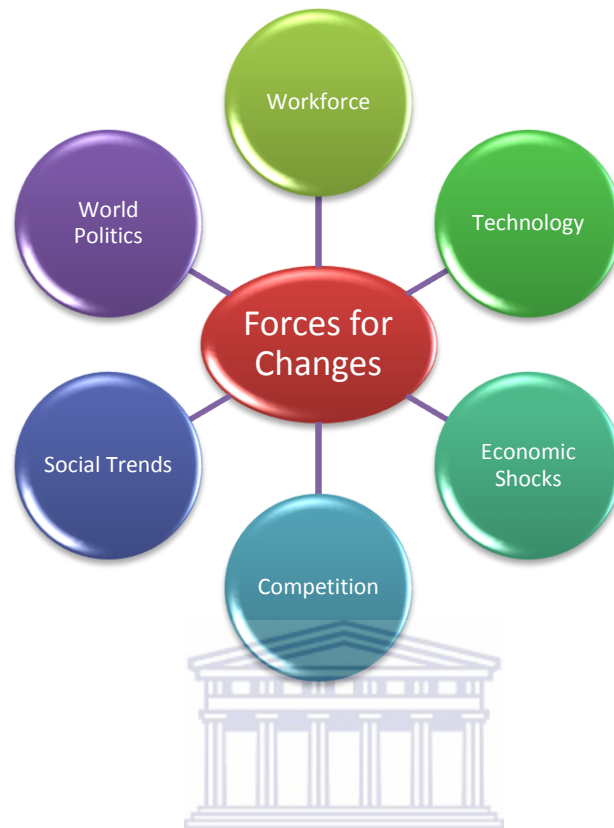 Workforce
Technology
Economic
Shocks
Competition
Social Trends
World
Politics
Forces for
Changes